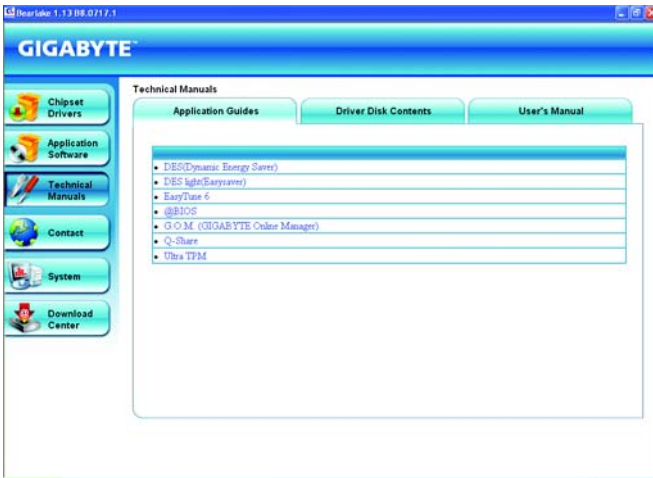 Bearlake 1.13 B8.0717.1
GIGABYTE™
Chipset
Drivers
Application
Software
Technical
Manuals
Contact
System
Download
Center
Technical Manuals
Application Guides
Driver Disk Contents
User's Manual
• DES(Dynamic Energy Saver)
• DES light(Easysaver)
• EasyTune 6
• @BIOS
• G.O.M. (GIGABYTE Online Manager)
• Q-Share
• Ultra TPM